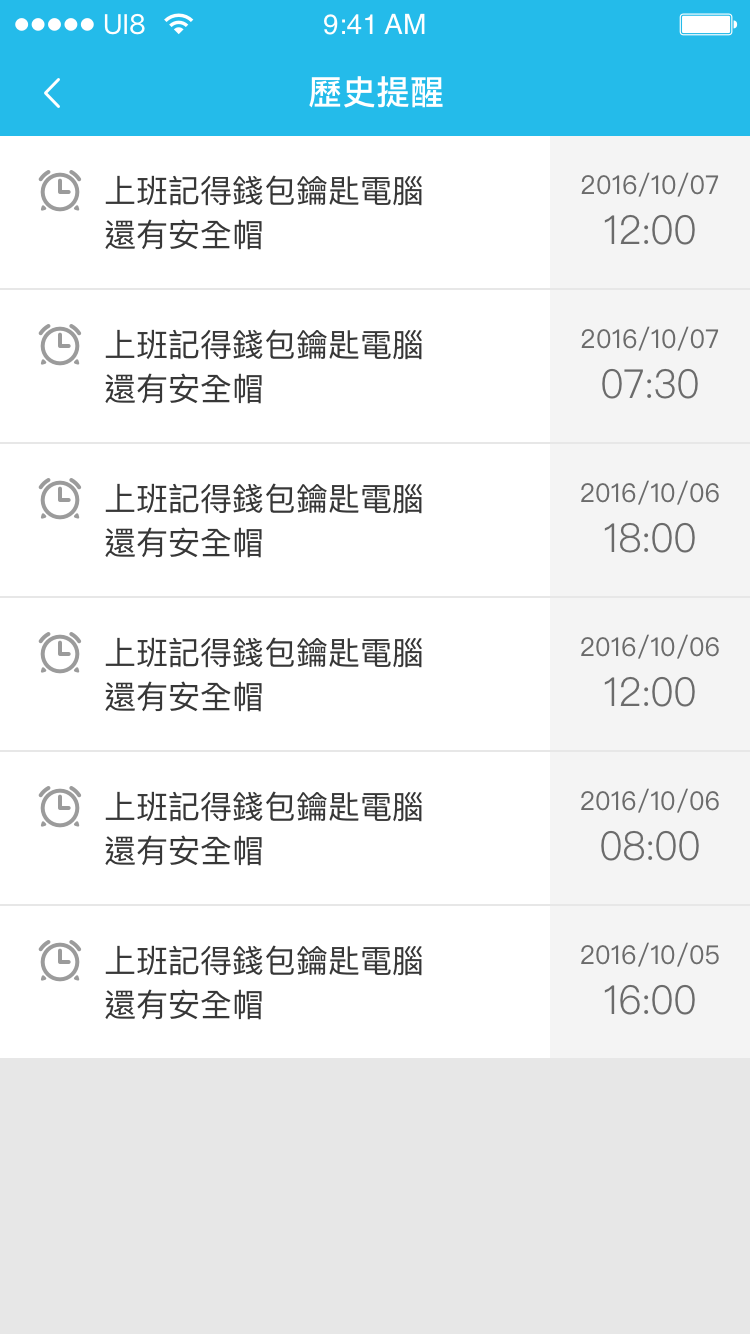 UI8 9:41 AM
歷史提醒
上班記得錢包鑰匙電腦
還有安全帽
2016/10/07
12:00
上班記得錢包鑰匙電腦
還有安全帽
2016/10/07
07:30
上班記得錢包鑰匙電腦
還有安全帽
2016/10/06
18:00
上班記得錢包鑰匙電腦
還有安全帽
2016/10/06
12:00
上班記得錢包鑰匙電腦
還有安全帽
2016/10/06
08:00
上班記得錢包鑰匙電腦
還有安全帽
2016/10/05
16:00